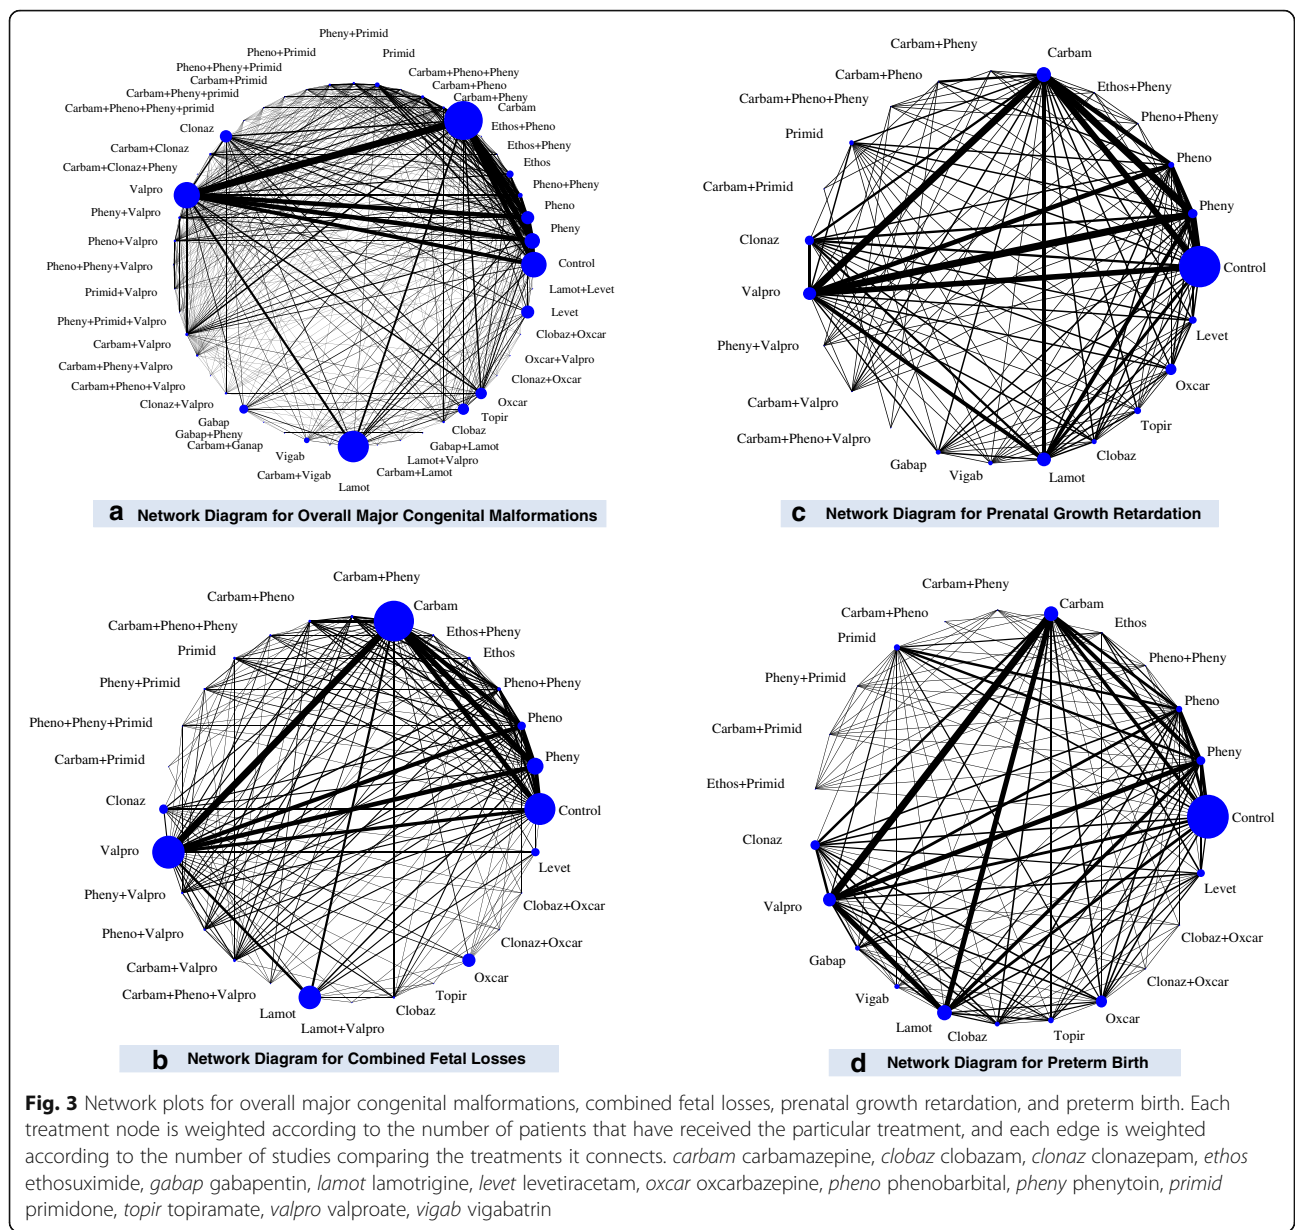 Pheny+Primid
Pheno+Primid
Primid
Pheno+Pheny+Primid
Carbam+Pheno+Pheny
Carbam+Primid
Carbam+Pheno
Carbam+Pheny+primid
Carbam+Pheny
Carbam+Pheno+Pheny+primid
Carbam
Clonaz
Ethos+Pheno
Carbam+Clonaz
Ethos+Pheny
Carbam+Clonaz+Pheny
Ethos
Valpro
Pheno+Pheny
Pheny+Valpro
Pheno
Pheny
Pheno+Valpro
Control
Pheno+Pheny+Valpro
Primid+Valpro
Lamot+Levet
Levet
Pheny+Primid+Valpro
Clobaz+Oxcar
Carbam+Valpro
Oxcar+Valpro
Carbam+Pheny+Valpro
Clonaz+Oxcar
Carbam+Pheno+Valpro
Oxcar
Clonaz+Valpro
Topir
Gabap
Clobaz
Gabap+Pheny
Carbam+Ganap
Gabap+Lamot
Vigab
Lamot+Valpro
Carbam+Vigab
Carbam+Lamot
Lamot
a Network Diagram for Overall Major Congenital Malformations
Carbam+Pheny
Carbam
Carbam+Pheno
Ethos+Pheny
Carbam+Pheno+Pheny
Pheno+Pheny
Primid
Pheno
Carbam+Primid
Pheny
Clonaz
Control
Valpro
Levet
Pheny+Valpro
Oxcar
Carbam+Valpro
Topir
Carbam+Pheno+Valpro
Clobaz
Gabap
Vigab
Lamot
c Network Diagram for Prenatal Growth Retardation
Carbam+Pheny
Carbam+Pheno
Carbam
Carbam+Pheno+Pheny
Ethos+Pheny
Primid
Ethos
Pheny+Primid
Pheno+Pheny
Pheno+Pheny+Primid
Pheno
Carbam+Primid
Pheny
Clonaz
Control
Valpro
Levet
Pheny+Valpro
Clobaz+Oxcar
Pheno+Valpro
Clonaz+Oxcar
Carbam+Valpro
Oxcar
Carbam+Pheno+Valpro
Topir
Lamot
Clobaz
Lamot+Valpro
b Network Diagram for Combined Fetal Losses
Carbam+Pheny
Carbam
Carbam+Pheno
Ethos
Primid
Pheno+Pheny
Pheny+Primid
Pheno
Carbam+Primid
Pheny
Ethos+Primid
Control
Clonaz
Levet
Valpro
Clobaz+Oxcar
Gabap
Clonaz+Oxcar
Vigab
Oxcar
Lamot
Clobaz
Topir
d Network Diagram for Preterm Birth
Fig. 3 Network plots for overall major congenital malformations, combined fetal losses, prenatal growth retardation, and preterm birth. Each
treatment node is weighted according to the number of patients that have received the particular treatment, and each edge is weighted
according to the number of studies comparing the treatments it connects. carbam carbamazepine, clobaz clobazam, clonaz clonazepam, ethos
ethosuximide, gabap gabapentin, lamot lamotrigine, levet levetiracetam, oxcar oxcarbazepine, pheno phenobarbital, pheny phenytoin, primid
primidone, topir topiramate, valpro valproate, vigab vigabatrin